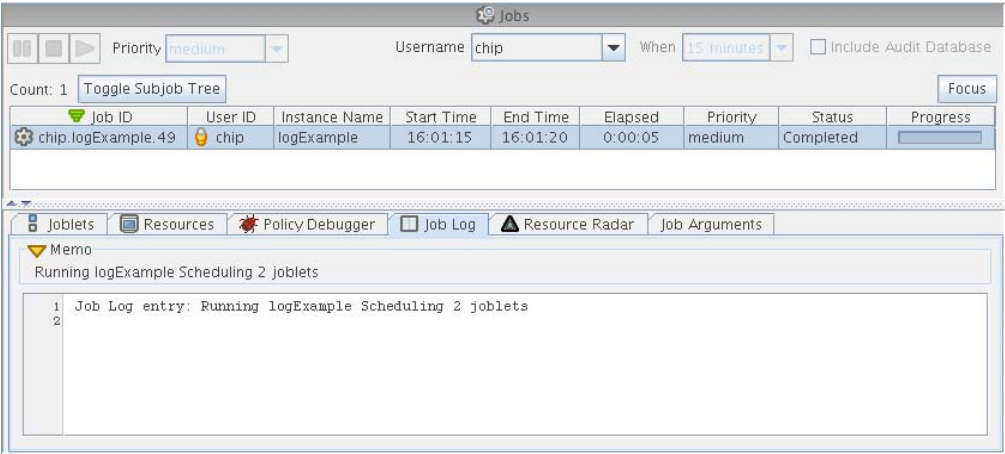 Jobs
Priority medium Username chip When 15 minutes Include Audit Database
Count: 1 Toggle Subjob Tree Focus
Job ID User ID Instance Name Start Time End Time Elapsed Priority Status Progress
chip.logExample.49 chip logExample 16:01:15 16:01:20 0:00:05 medium Completed
Joblets Resources Policy Debugger Job Log Resource Radar Job Arguments
Memo
Running logExample Scheduling 2 joblets
1 Job Log entry: Running logExample Scheduling 2 joblets
2